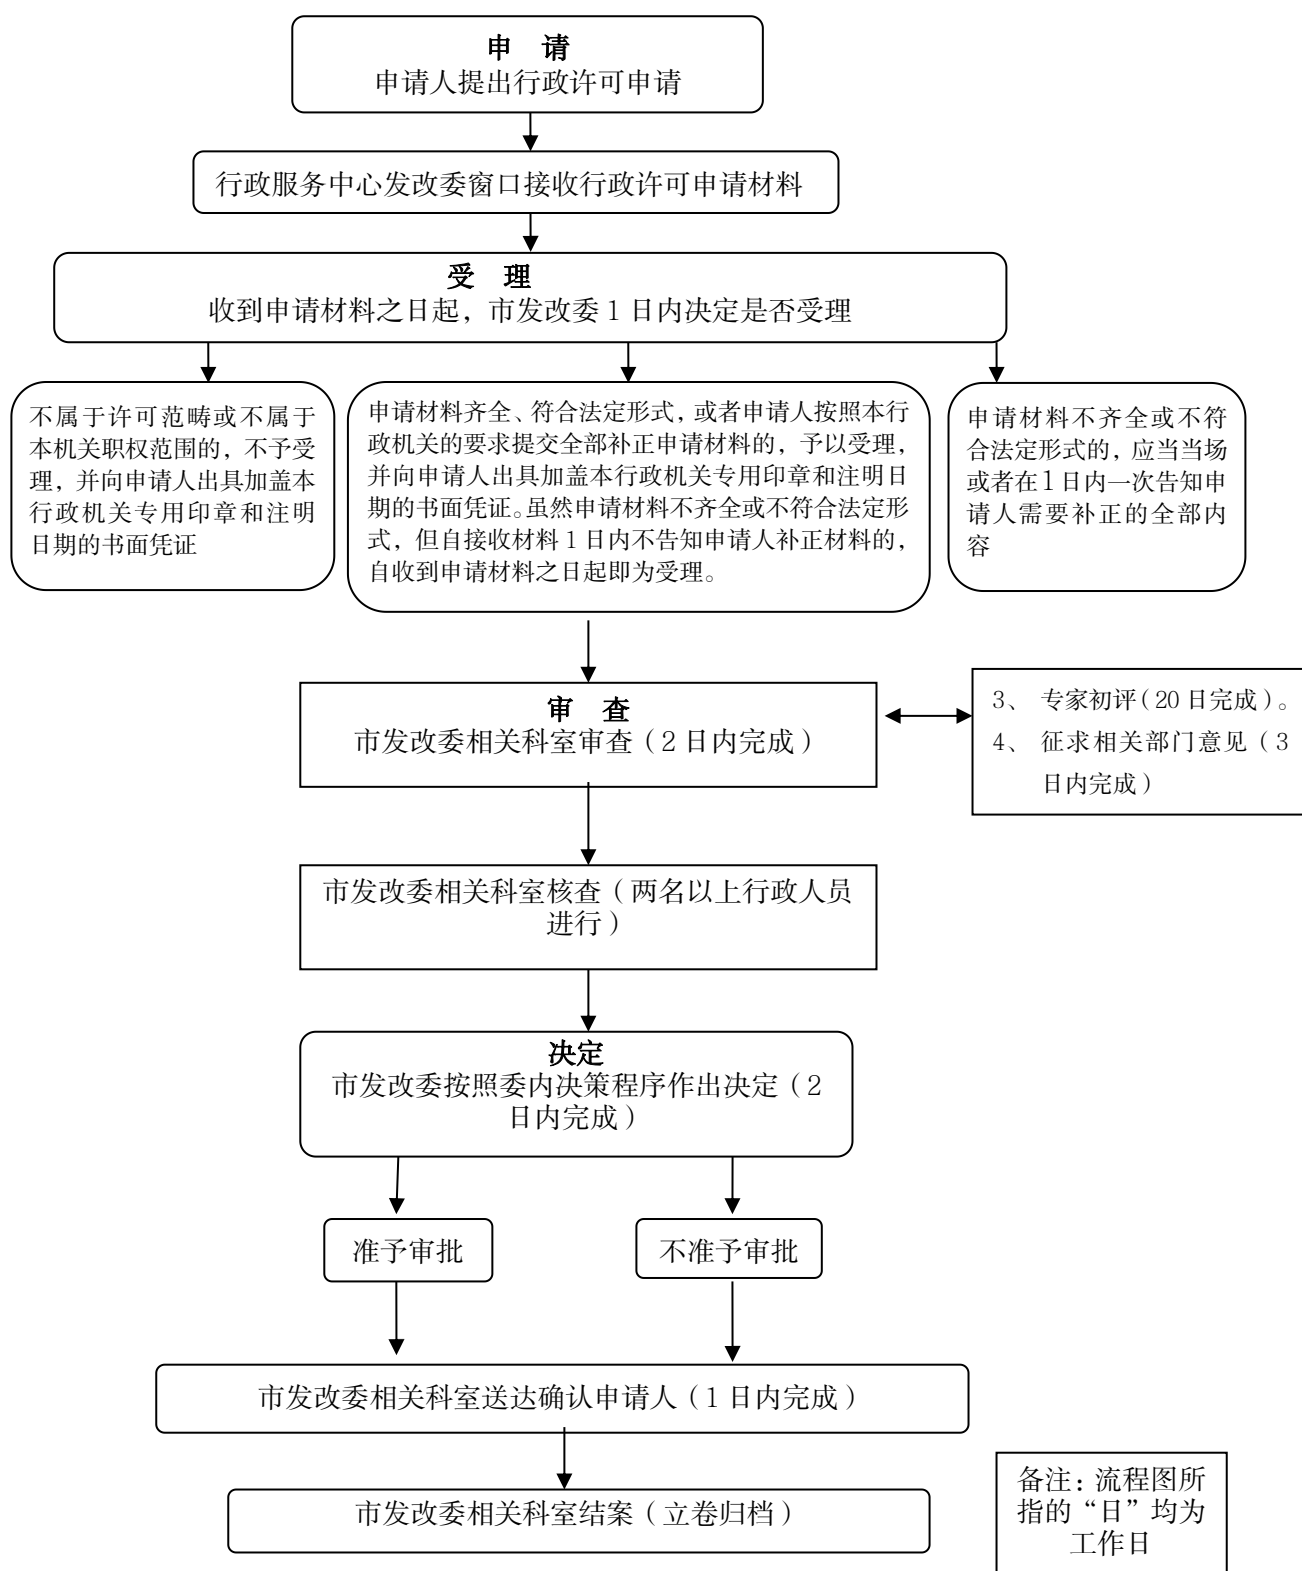 申 请
申请人提出行政许可申请
行政服务中心发改委窗口接收行政许可申请材料
受 理
收到申请材料之日起，市发改委 1 日内决定是否受理
不属于许可范畴或不属于
本机关职权范围的，不予受
理，并向申请人出具加盖本
行政机关专用印章和注明
日期的书面凭证
申请材料齐全、符合法定形式，或者申请人按照本行
政机关的要求提交全部补正申请材料的，予以受理，
并向申请人出具加盖本行政机关专用印章和注明日
期的书面凭证。虽然申请材料不齐全或不符合法定形
式，但自接收材料 1 日内不告知申请人补正材料的，
自收到申请材料之日起即为受理。
申请材料不齐全或不符
合法定形式的，应当当场
或者在 1 日内一次告知申
请人需要补正的全部内
容
审 查
市发改委相关科室审查（2 日内完成）
3、 专家初评（20 日完成）。
4、 征求相关部门意见（3
日内完成）
市发改委相关科室核查（两名以上行政人员
进行）
决定
市发改委按照委内决策程序作出决定（2
日内完成）
准予审批
不准予审批
市发改委相关科室送达确认申请人（1 日内完成）
市发改委相关科室结案（立卷归档）
备注：流程图所
指的“日”均为
工作日